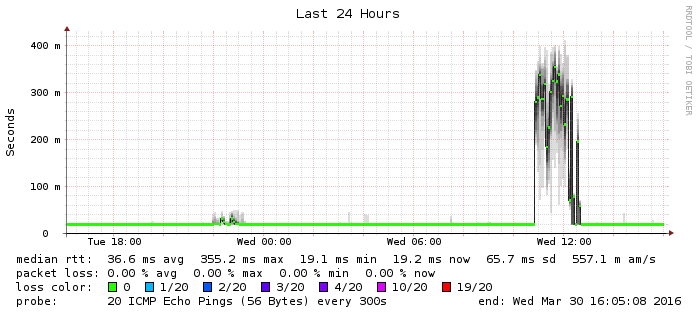 Last 24 Hours
RRDTOOL / TOBI OETIKER
Seconds
400 m
300 m
200 m
100 m
0
Tue 18:00 Wed 00:00 Wed 06:00 Wed 12:00
median rtt: 36.6 ms avg 355.2 ms max 19.1 ms min 19.2 ms now 65.7 ms sd 557.1 m am/s
packet loss: 0.00 % avg 0.00 % max 0.00 % min 0.00 % now
loss color: 0 1/20 2/20 3/20 4/20 10/20 19/20
probe: 20 ICMP Echo Pings (56 Bytes) every 300s end: Wed Mar 30 16:05:08 2016